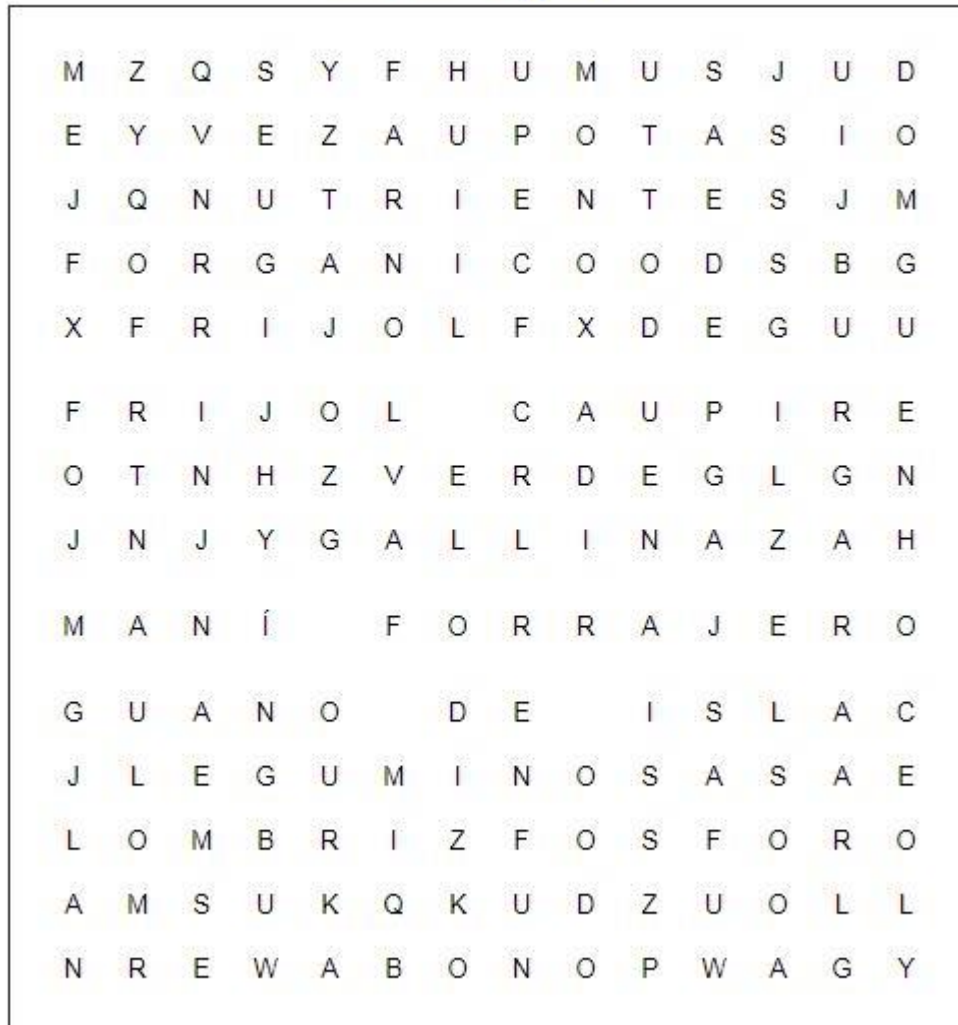 M Z Q S Y F H U M U S J U D
E Y V E Z A U P O T A S I O
J Q N U T R I E N T E S J M
F O R G A N I C O O D S B G
X F R I J O L F X D E G U U
F R I J O L C A U P I R E
O T N H Z V E R D E G L G N
J N J Y G A L L I N A Z A H
M A N Í F O R R A J E R O
G U A N O D E I S L A C
J L E G U M I N O S A S A E
L O M B R I Z F O S F O R O
A M S U K Q K U D Z U O L L
N R E W A B O N O P W A G Y